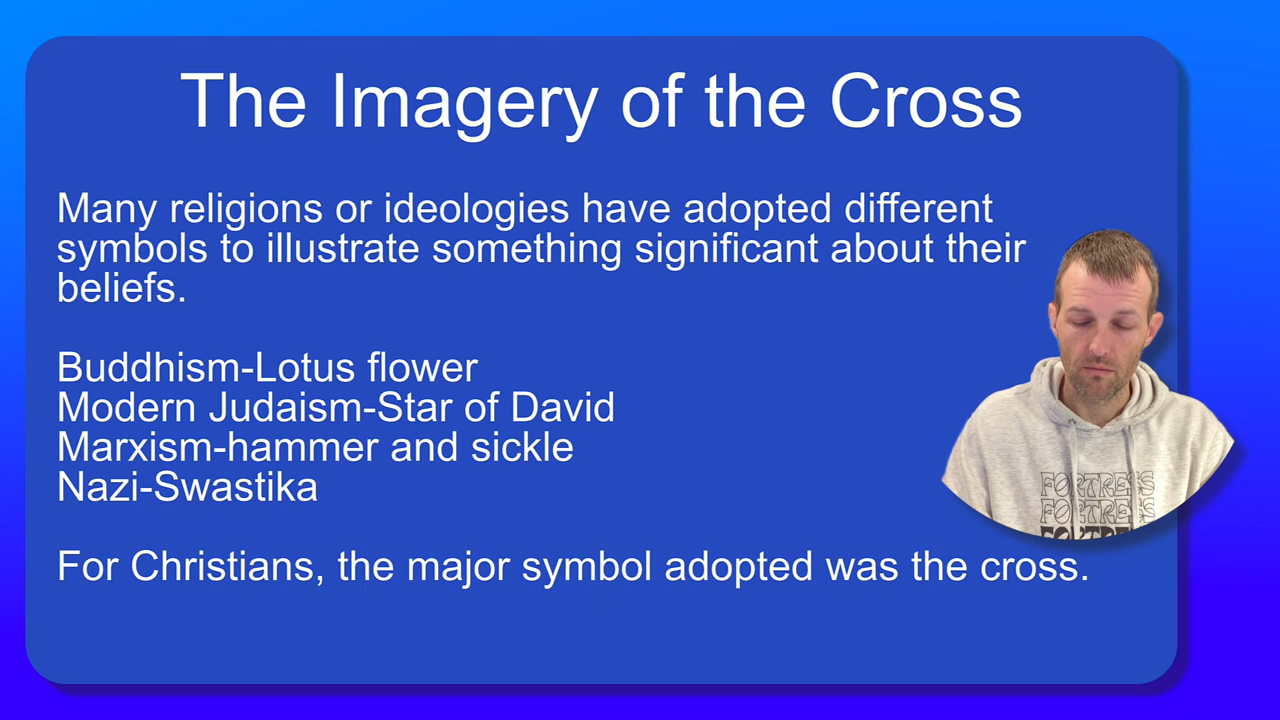 The Imagery of the Cross
Many religions or ideologies have adopted different
symbols to illustrate something significant about their
beliefs.
Buddhism-Lotus flower
Modern Judaism-Star of David
Marxism-hammer and sickle
Nazi-Swastika
For Christians, the major symbol adopted was the cross.
FORTRESS
FORTRESS
FORTRESS